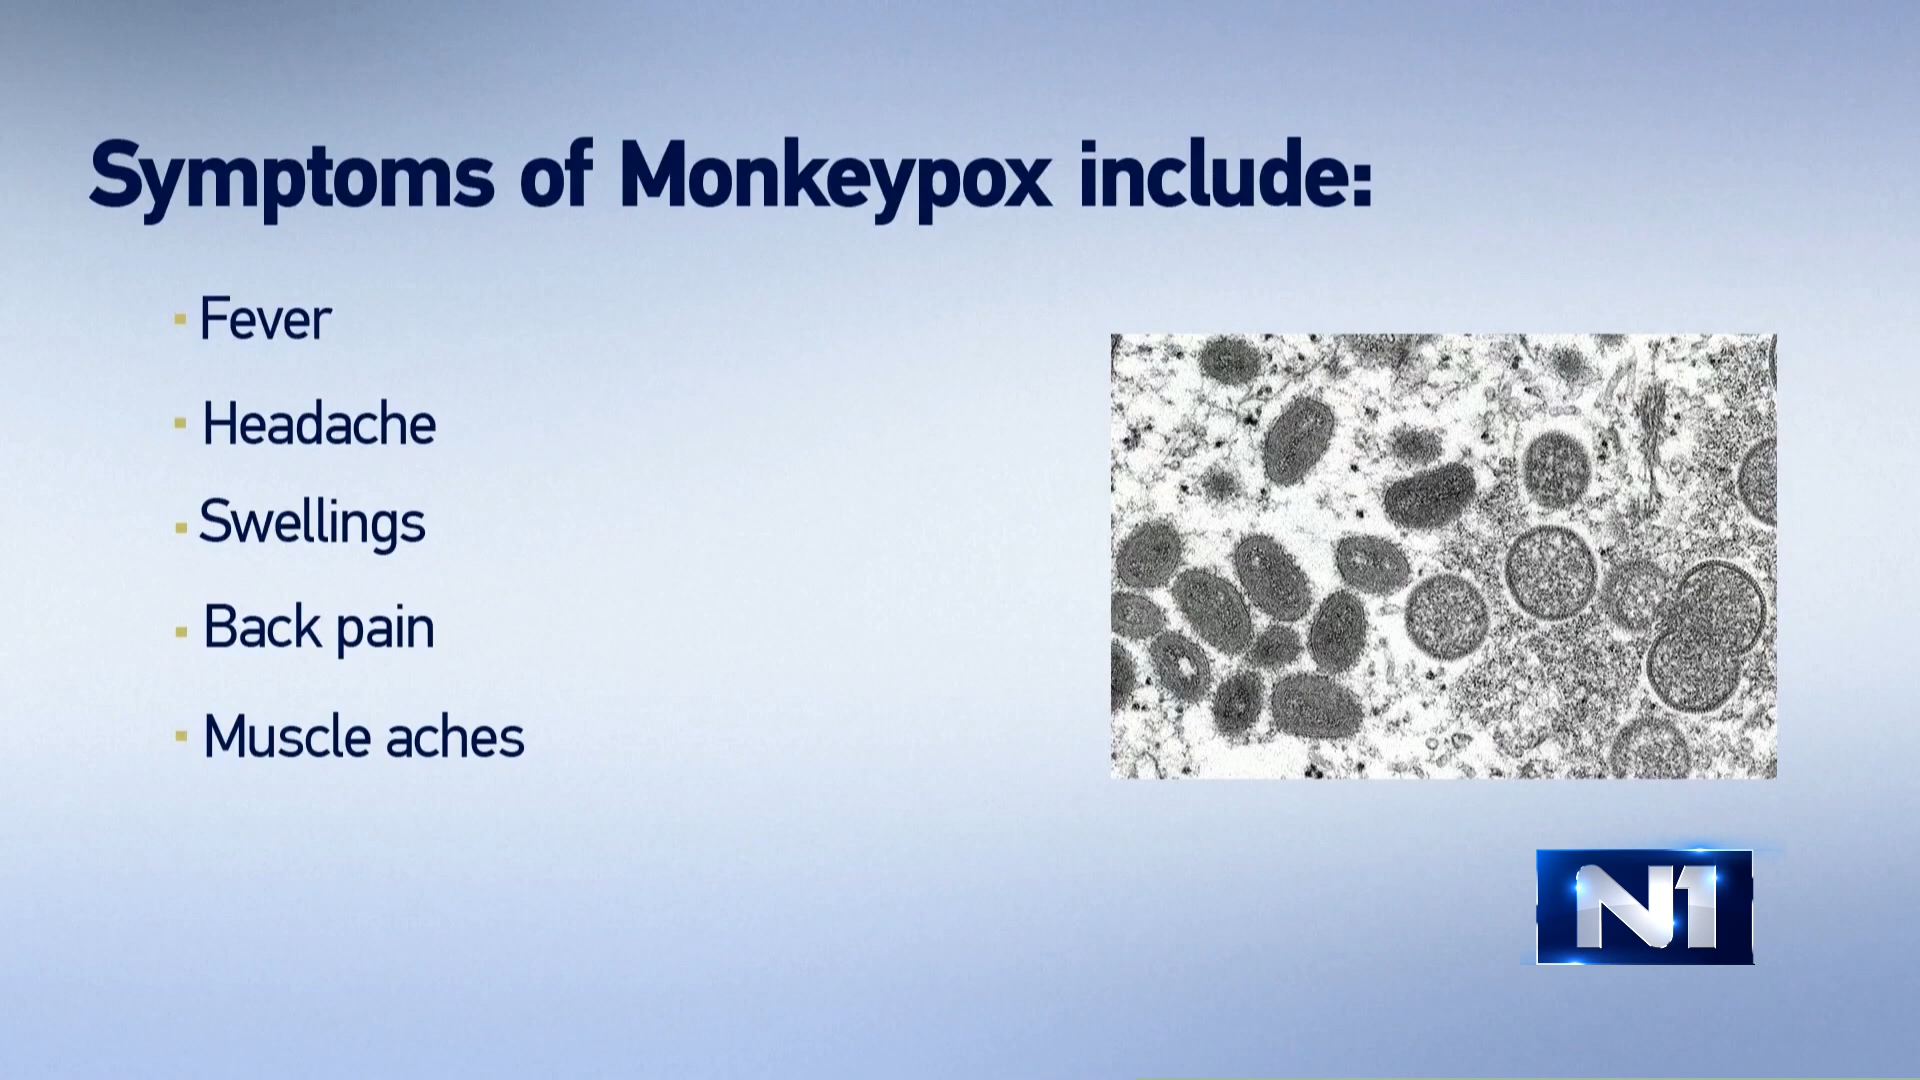 Symptoms of Monkeypox include:
▪ Fever
▪ Headache
▪ Swellings
▪ Back pain
▪ Muscle aches
N1